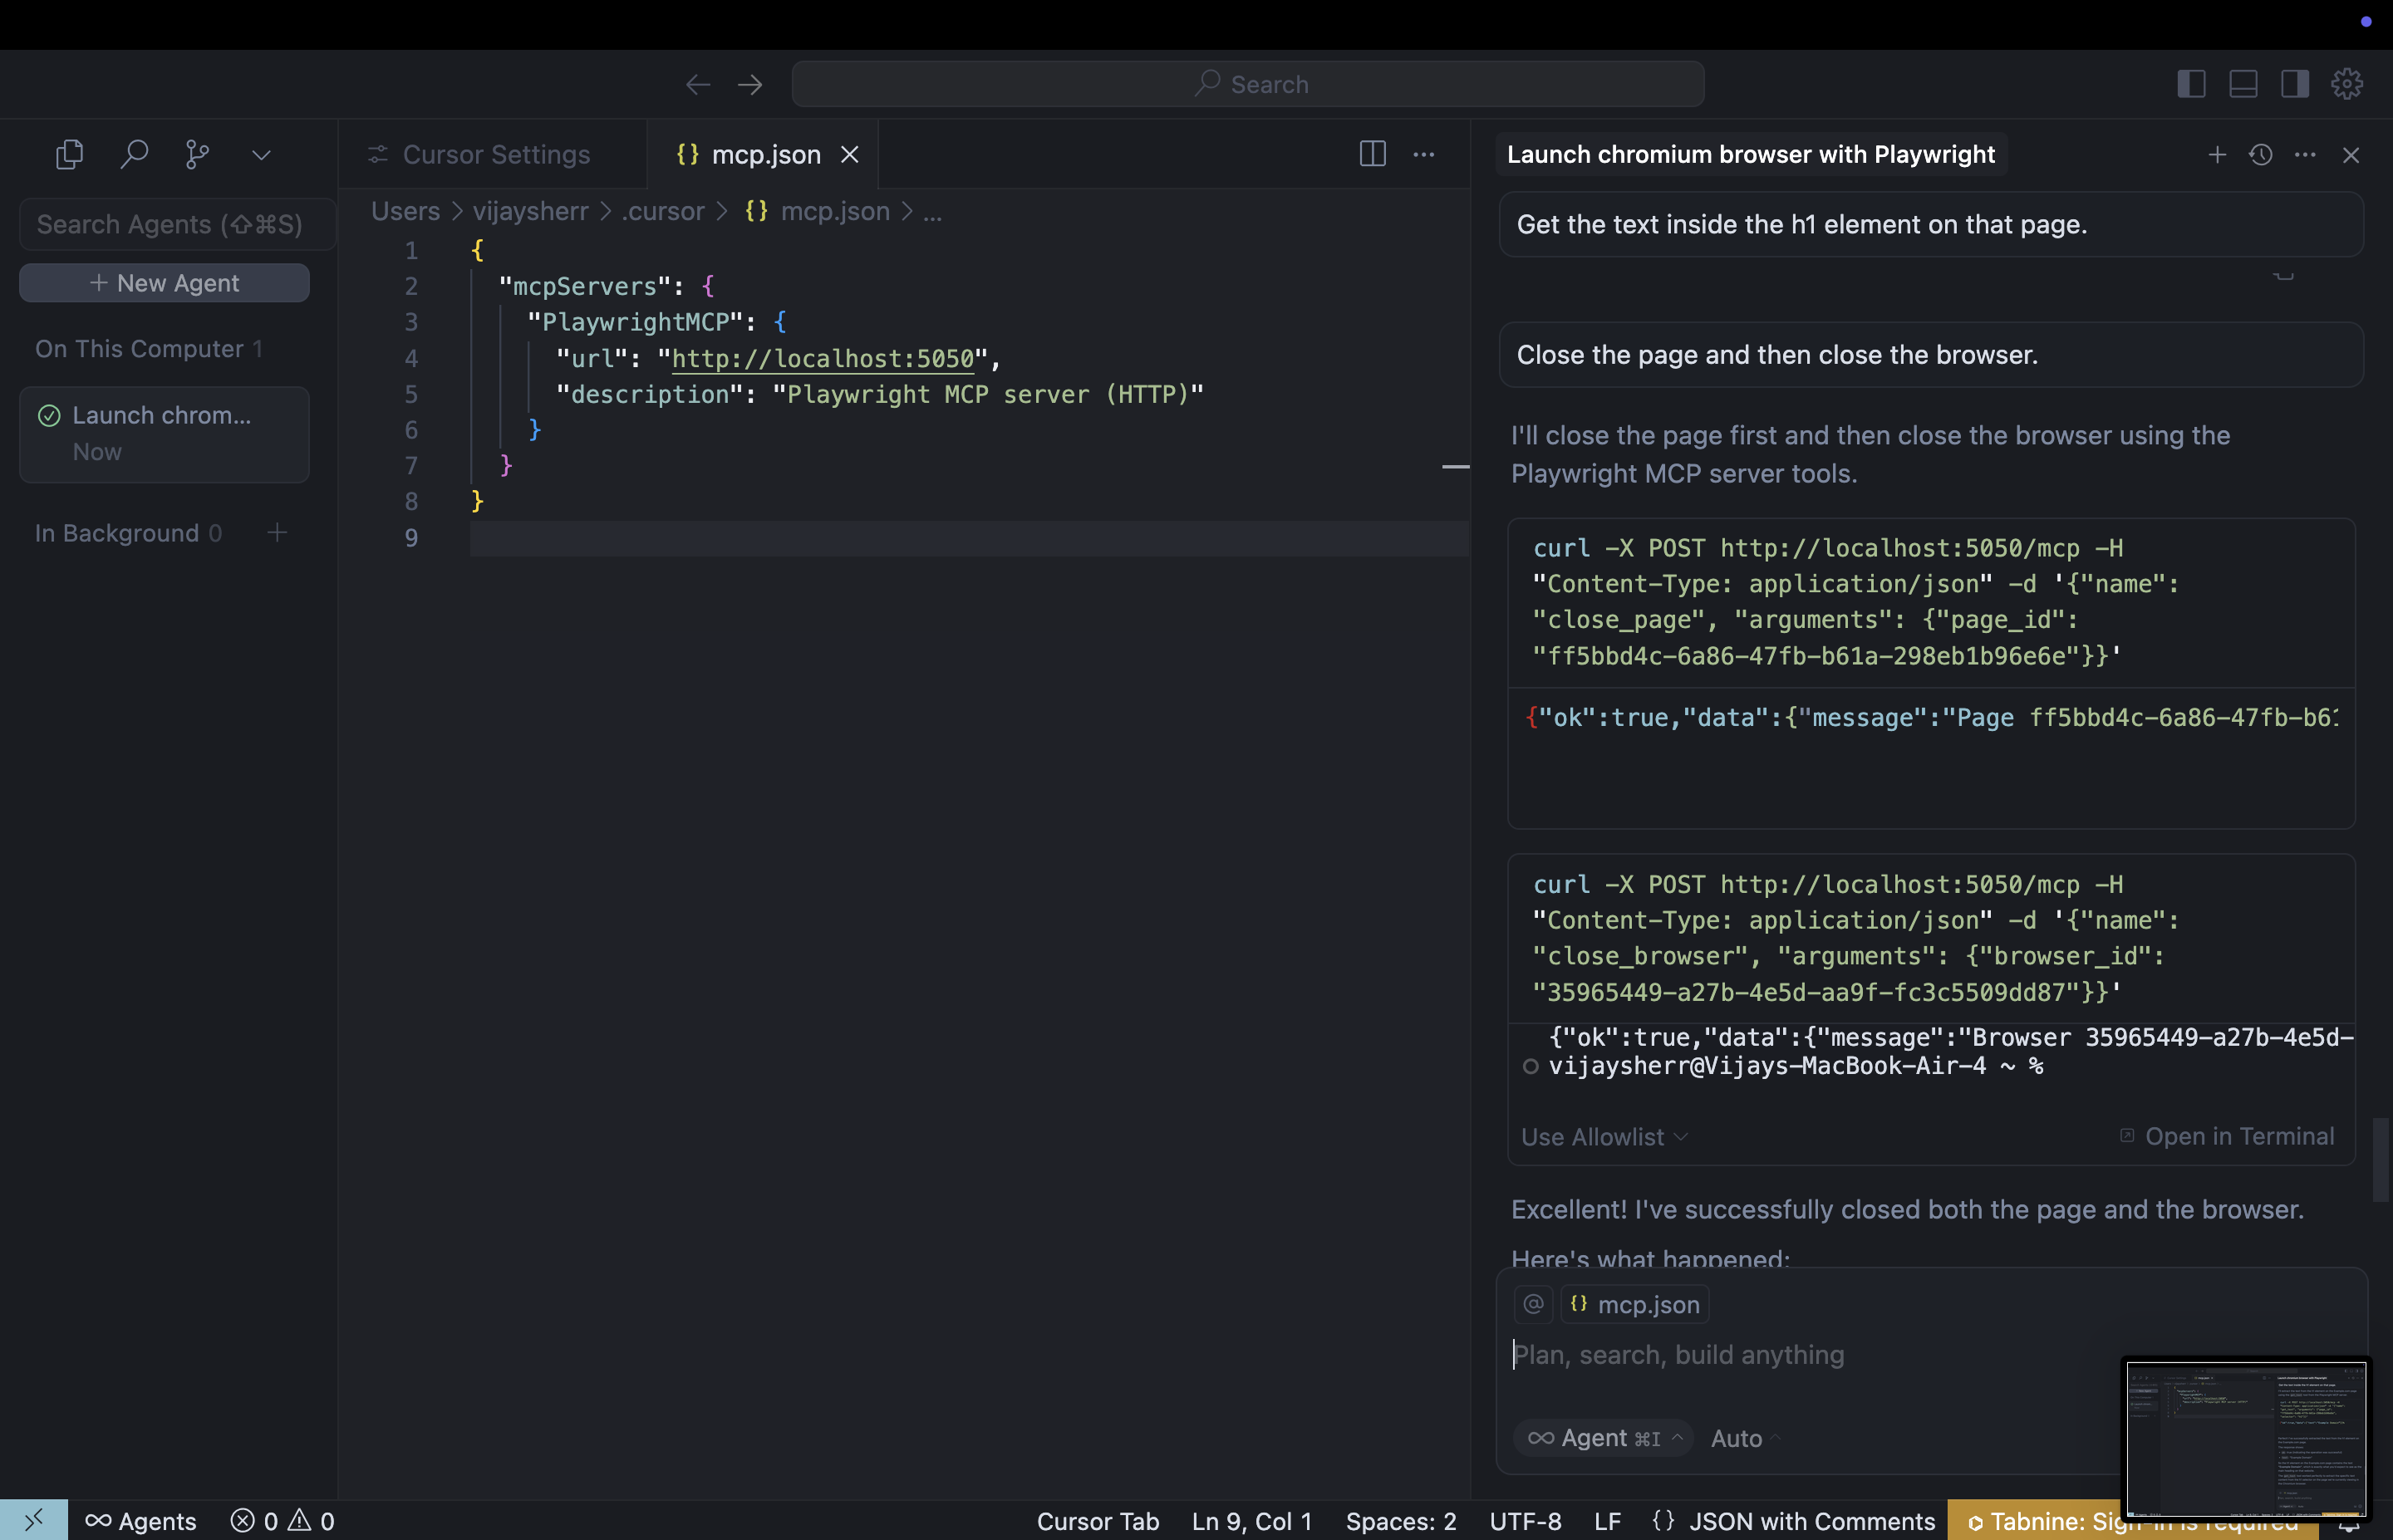 Search
Cursor Settings
{} mcp.json
Launch chromium browser with Playwright
Search Agents (⇧⌘S)
+ New Agent
On This Computer 1
Launch chrom...
Now
In Background 0
Users > vijaysherr > .cursor > {} mcp.json > ...
1 {
2 "mcpServers": {
3 "PlaywrightMCP": {
4 "url": "http://localhost:5050",
5 "description": "Playwright MCP server (HTTP)"
6 }
7 }
8 }
9
Get the text inside the h1 element on that page.
Close the page and then close the browser.
I'll close the page first and then close the browser using the
Playwright MCP server tools.
curl -X POST http://localhost:5050/mcp -H
"Content-Type: application/json" -d '{"name":
"close_page", "arguments": {"page_id":
"ff5bbd4c-6a86-47fb-b61a-298eb1b96e6e"}}'
{"ok":true,"data":{"message":"Page ff5bbd4c-6a86-47fb-b61
curl -X POST http://localhost:5050/mcp -H
"Content-Type: application/json" -d '{"name":
"close_browser", "arguments": {"browser_id":
"35965449-a27b-4e5d-aa9f-fc3c5509dd87"}}'
{"ok":true,"data":{"message":"Browser 35965449-a27b-4e5d-
vijaysherr@Vijays-MacBook-Air-4 ~ %
Use Allowlist
Open in Terminal
Excellent! I've successfully closed both the page and the browser.
Here's what happened:
@ {} mcp.json
Plan, search, build anything
Agent ⌘I
Auto
Agents
0
0
Cursor Tab
Ln 9, Col 1
Spaces: 2
UTF-8
LF
{} JSON with Comments
Tabnine: Sign-in is required